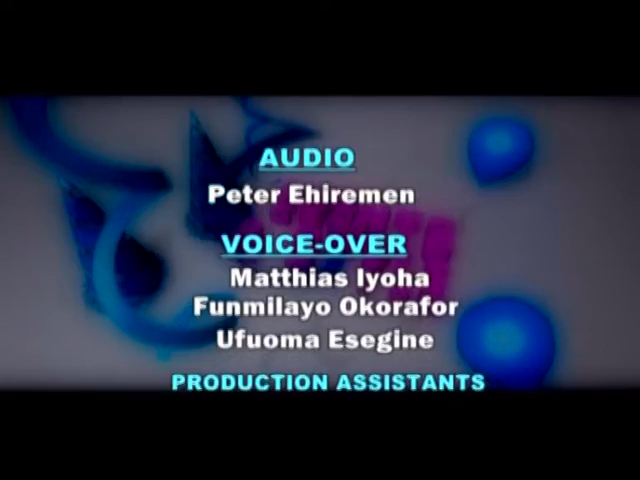 AUDIO
Peter Ehiremen
VOICE-OVER
Matthias Iyoha
Funmilayo Okorafor
Ufuoma Esegine
PRODUCTION ASSISTANTS